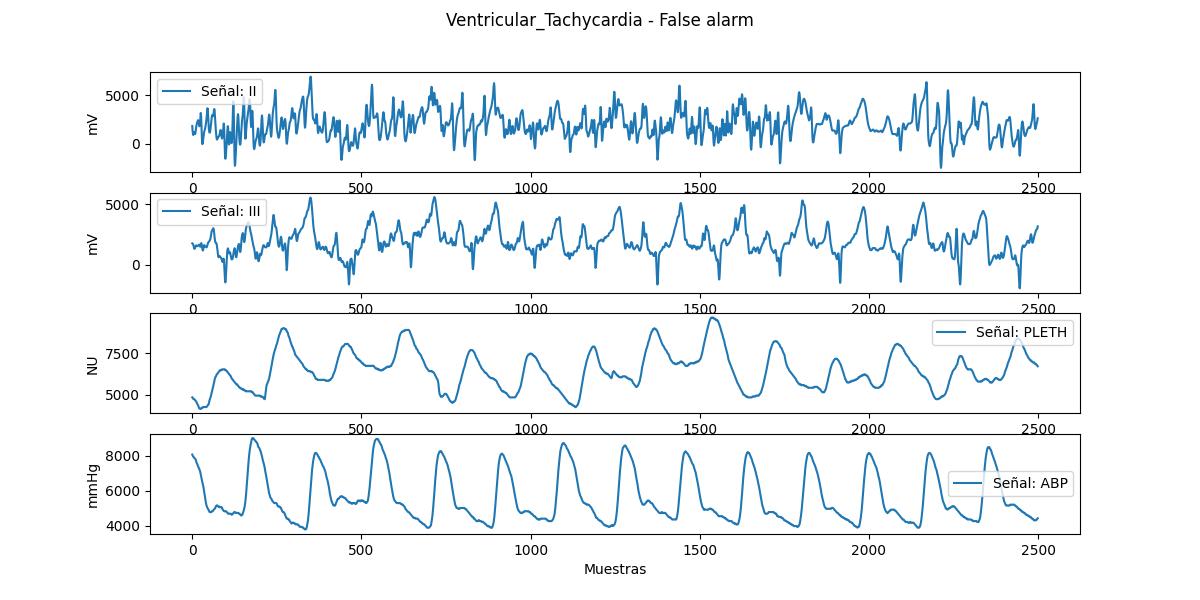 Ventricular_Tachycardia - False alarm
5000
0
mV
Señal: II
0 500 1000 1500 2000 2500
5000
0
mV
Señal: III
0 500 1000 1500 2000 2500
7500
5000
NU
Señal: PLETH
0 500 1000 1500 2000 2500
8000
6000
4000
mmHg
Señal: ABP
0 500 1000 1500 2000 2500
Muestras